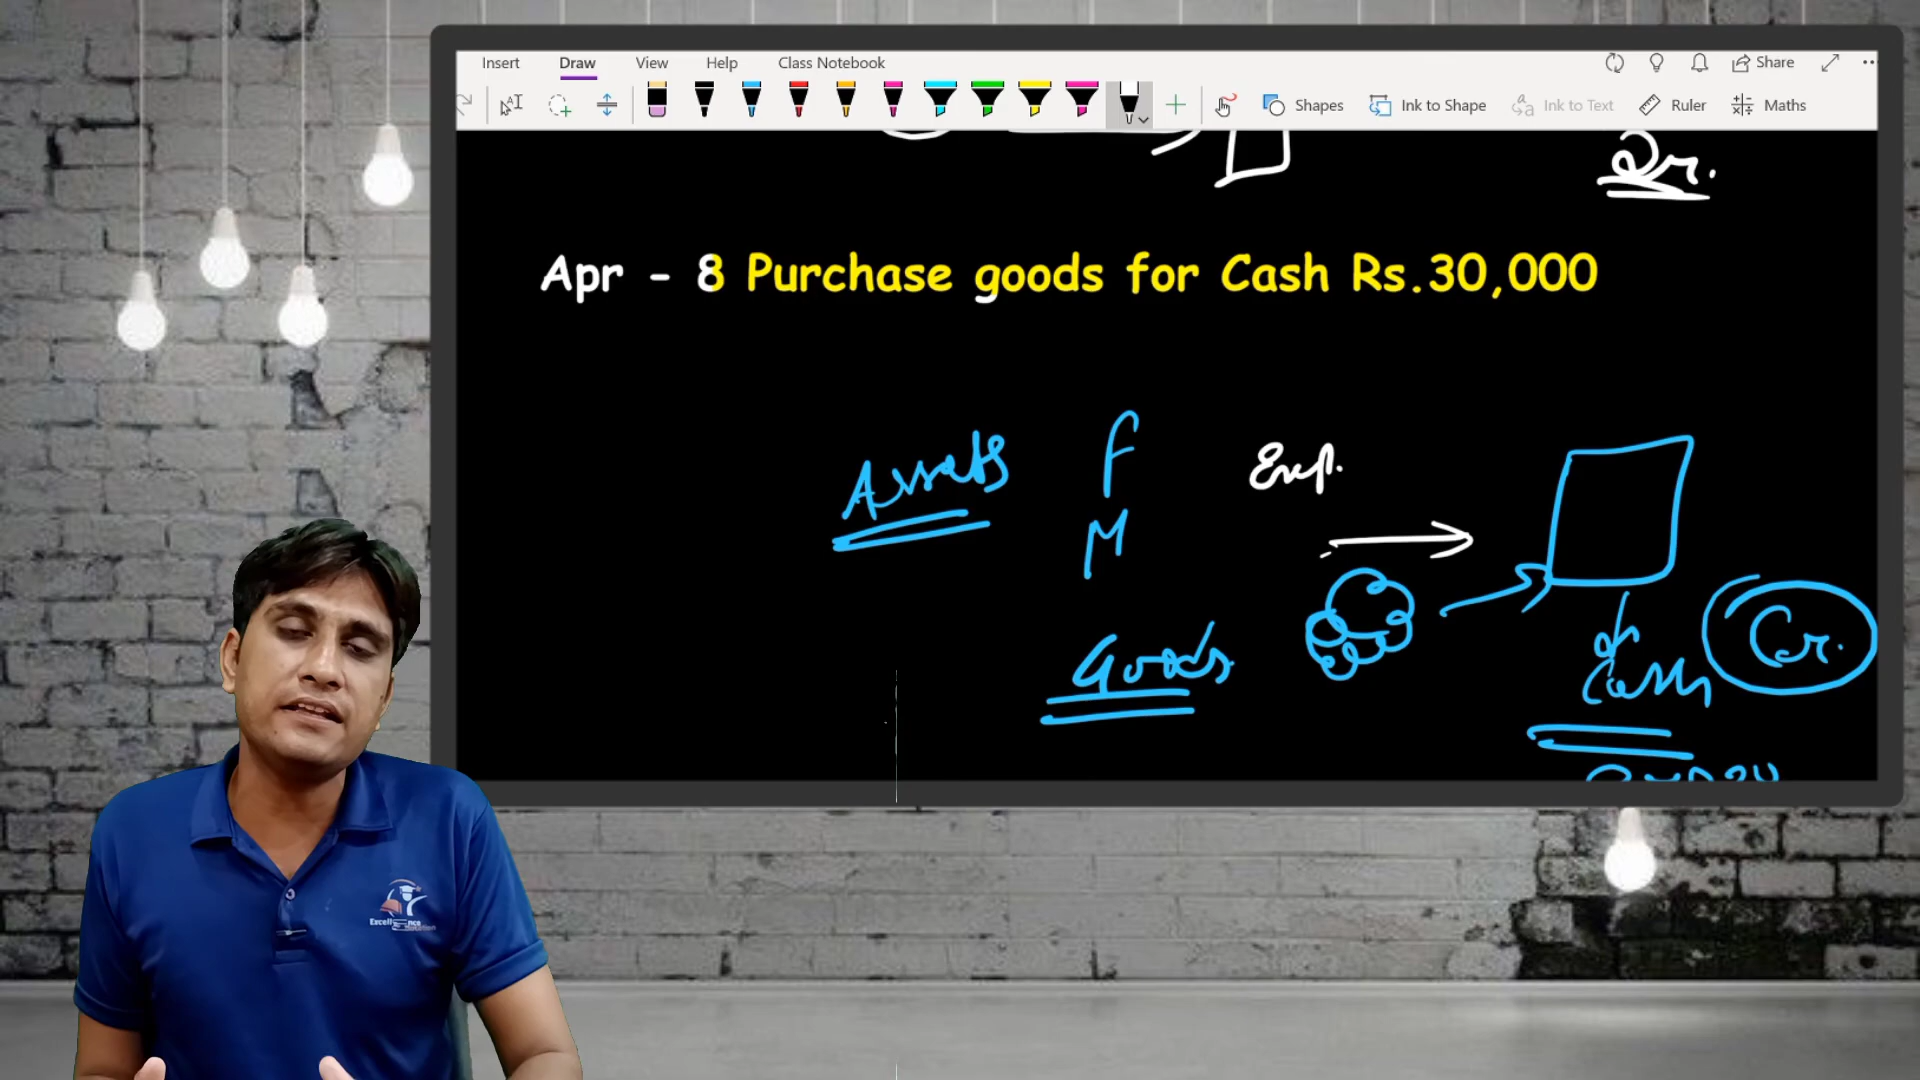 Insert Draw View Help Class Notebook Share
Shapes Ink to Shape Ink to Text Ruler Maths
Dr.
Apr - 8 Purchase goods for Cash Rs.30,000
Assets F Exp.
M
Goods Cash Cr.